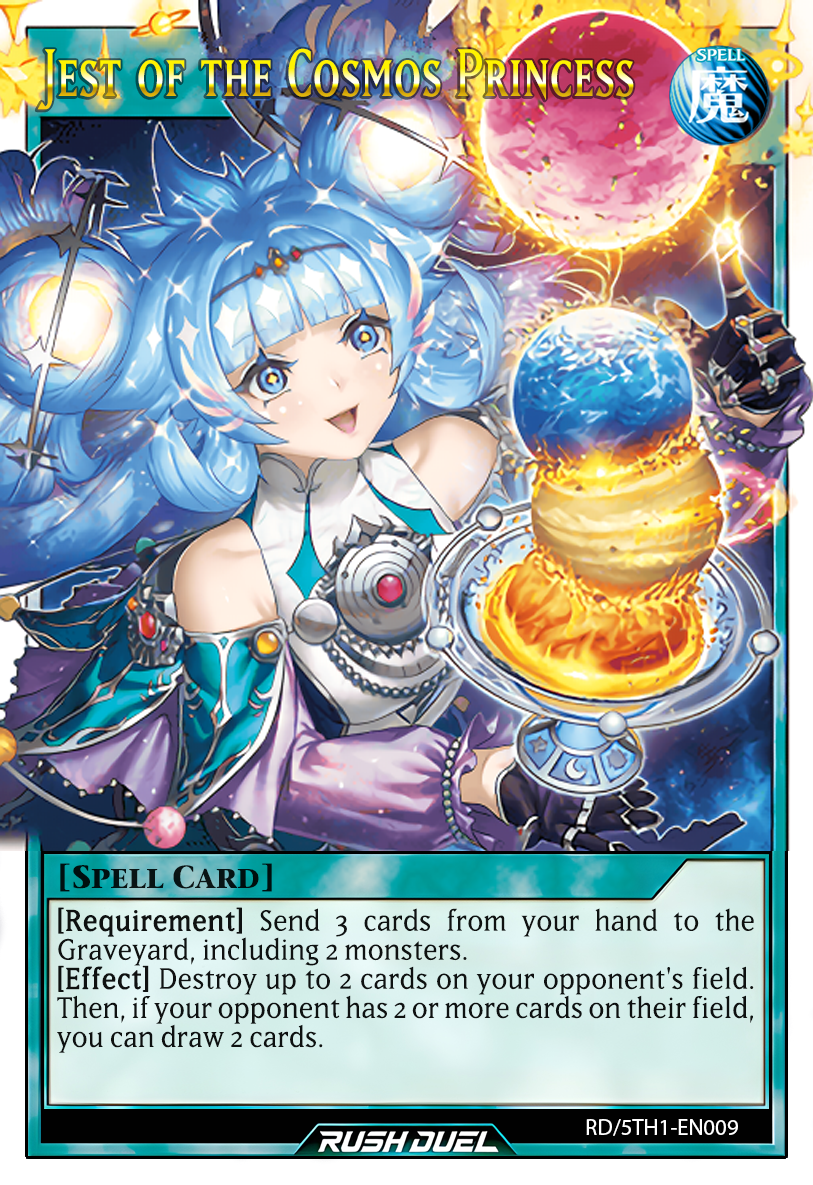 Jest of the Cosmos Princess
SPELL
魔
[Spell Card]
[Requirement] Send 3 cards from your hand to the
Graveyard, including 2 monsters.
[Effect] Destroy up to 2 cards on your opponent's field.
Then, if your opponent has 2 or more cards on their field,
you can draw 2 cards.
RUSH DUEL
RD/5TH1-EN009